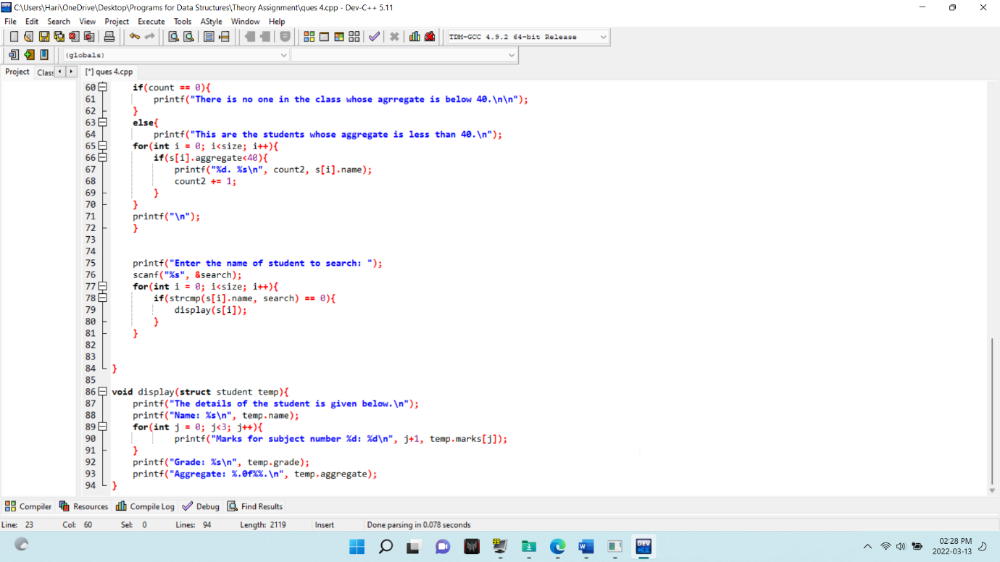 C:\Users\Hari\OneDrive\Desktop\Programs for Data Structures\Theory Assignment\ques 4.cpp - Dev-C++ 5.11
File Edit Search View Project Execute Tools AStyle Window Help
TDM-GCC 4.9.2 64-bit Release
(globals)
Project Class [*] ques 4.cpp
60 if(count == 0){
61 printf("There is no one in the class whose agrregate is below 40.\n\n");
62 }
63 else{
64 printf("This are the students whose aggregate is less than 40.\n");
65 for(int i = 0; i<size; i++){
66 if(s[i].aggregate<40){
67 printf("%d. %s\n", count2, s[i].name);
68 count2 += 1;
69 }
70 }
71 printf("\n");
72 }
73
74
75 printf("Enter the name of student to search: ");
76 scanf("%s", &search);
77 for(int i = 0; i<size; i++){
78 if(strcmp(s[i].name, search) == 0){
79 display(s[i]);
80 }
81 }
82
83
84 }
85
86 void display(struct student temp){
87 printf("The details of the student is given below.\n");
88 printf("Name: %s\n", temp.name);
89 for(int j = 0; j<3; j++){
90 printf("Marks for subject number %d: %d\n", j+1, temp.marks[j]);
91 }
92 printf("Grade: %s\n", temp.grade);
93 printf("Aggregate: %.0f%%.\n", temp.aggregate);
94 }
Compiler Resources Compile Log Debug Find Results
Line: 23 Col: 60 Sel: 0 Lines: 94 Length: 2119 Insert Done parsing in 0.078 seconds
99
W
DEV
02:28 PM
2022-03-13